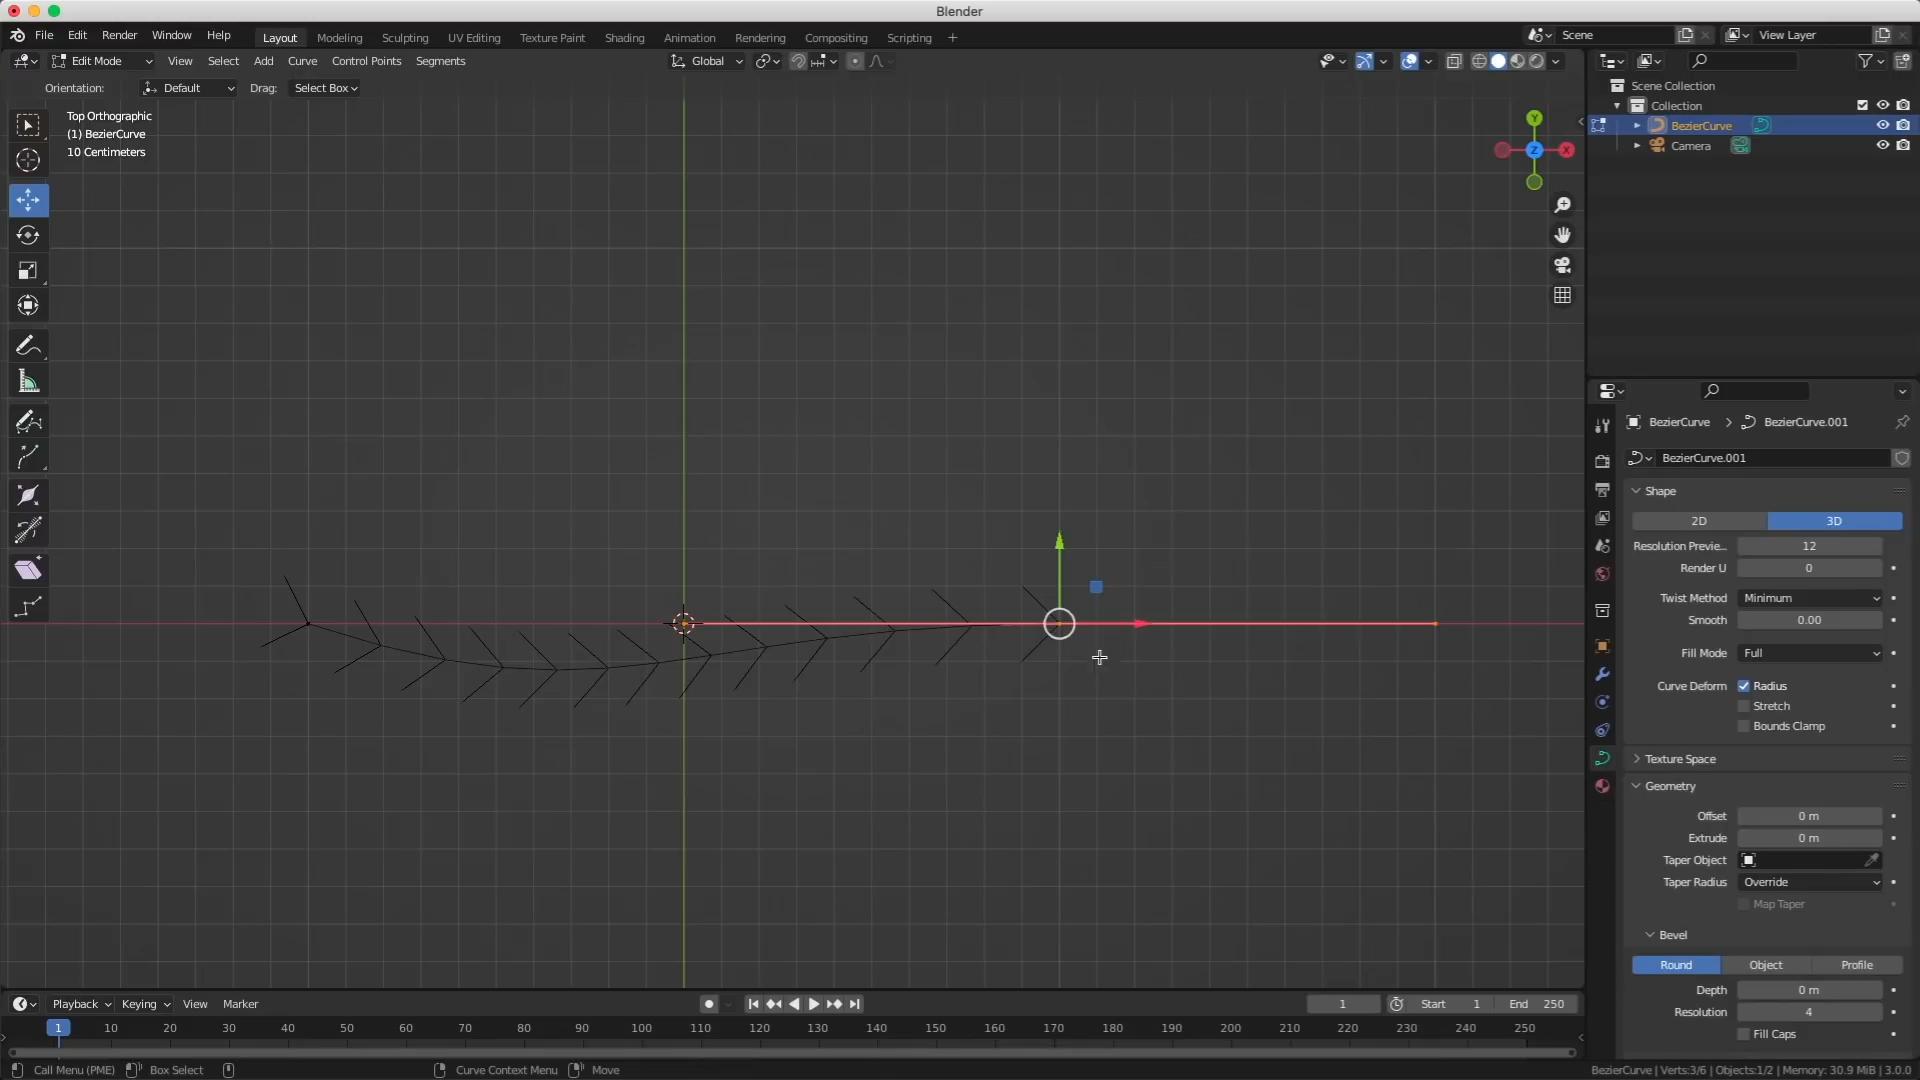 Blender
File Edit Render Window Help Layout Modeling Sculpting UV Editing Texture Paint Shading Animation Rendering Compositing Scripting + Scene View Layer
Edit Mode View Select Add Curve Control Points Segments Global
Orientation: Default Drag: Select Box
Top Orthographic
(1) BezierCurve
10 Centimeters
Y
Z
X
Scene Collection
Collection
BezierCurve
Camera
BezierCurve > BezierCurve.001
BezierCurve.001
Shape
2D 3D
Resolution Previe... 12
Render U 0
Twist Method Minimum
Smooth 0.00
Fill Mode Full
Curve Deform Radius
Stretch
Bounds Clamp
Texture Space
Geometry
Offset 0 m
Extrude 0 m
Taper Object
Taper Radius Override
Map Taper
Bevel
Round Object Profile
Depth 0 m
Resolution 4
Fill Caps
Playback Keying View Marker 1 Start 1 End 250
1 10 20 30 40 50 60 70 80 90 100 110 120 130 140 150 160 170 180 190 200 210 220 230 240 250
Call Menu (PME) Box Select Curve Context Menu Move BezierCurve | Verts:3/6 | Objects:1/2 | Memory: 30.9 MiB | 3.0.0